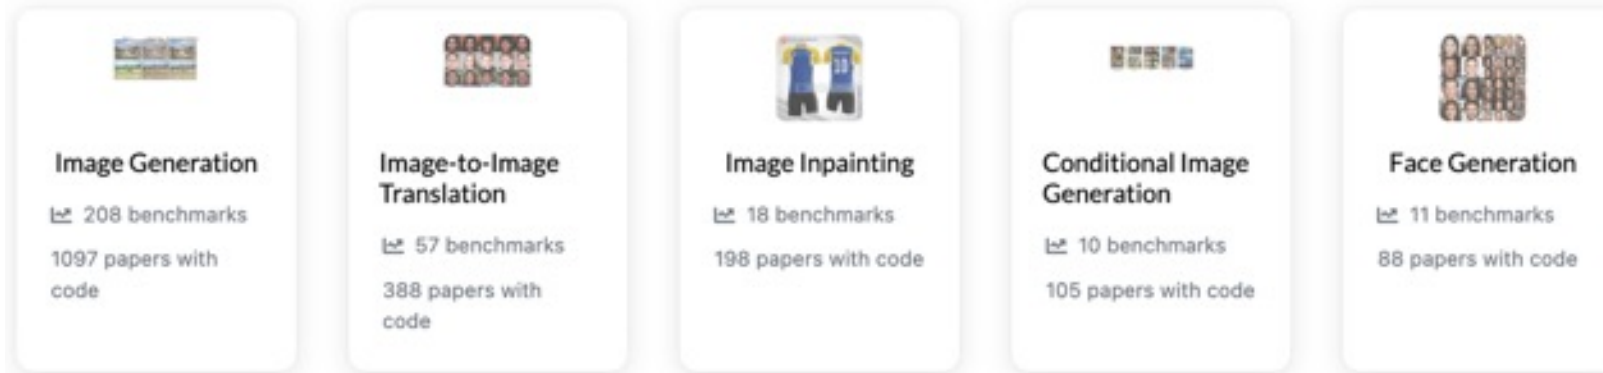 Image Generation
208 benchmarks
1097 papers with
code
Image-to-Image
Translation
57 benchmarks
388 papers with
code
Image Inpainting
18 benchmarks
198 papers with code
Conditional Image
Generation
10 benchmarks
105 papers with code
Face Generation
11 benchmarks
88 papers with code